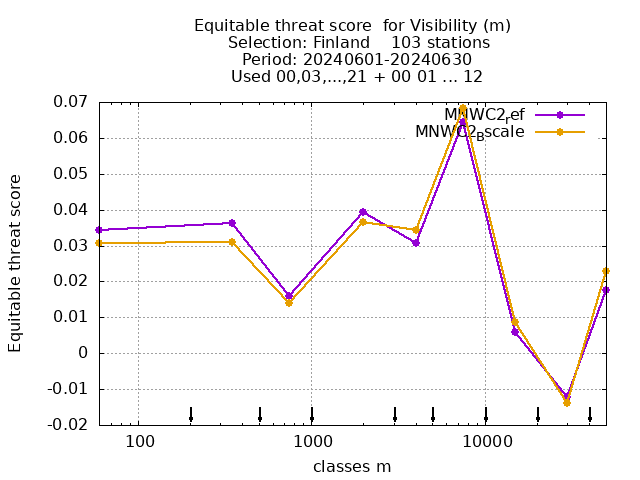 Equitable threat score  for Visibility (m)
Selection: Finland    103 stations
Period: 20240601-20240630
Used 00,03,...,21 + 00 01 ... 12
MNWC2ref
MNWC2Bscale
0.07
0.06
0.05
0.04
0.03
0.02
0.01
0
-0.01
-0.02
Equitable threat score
100
1000
10000
classes m